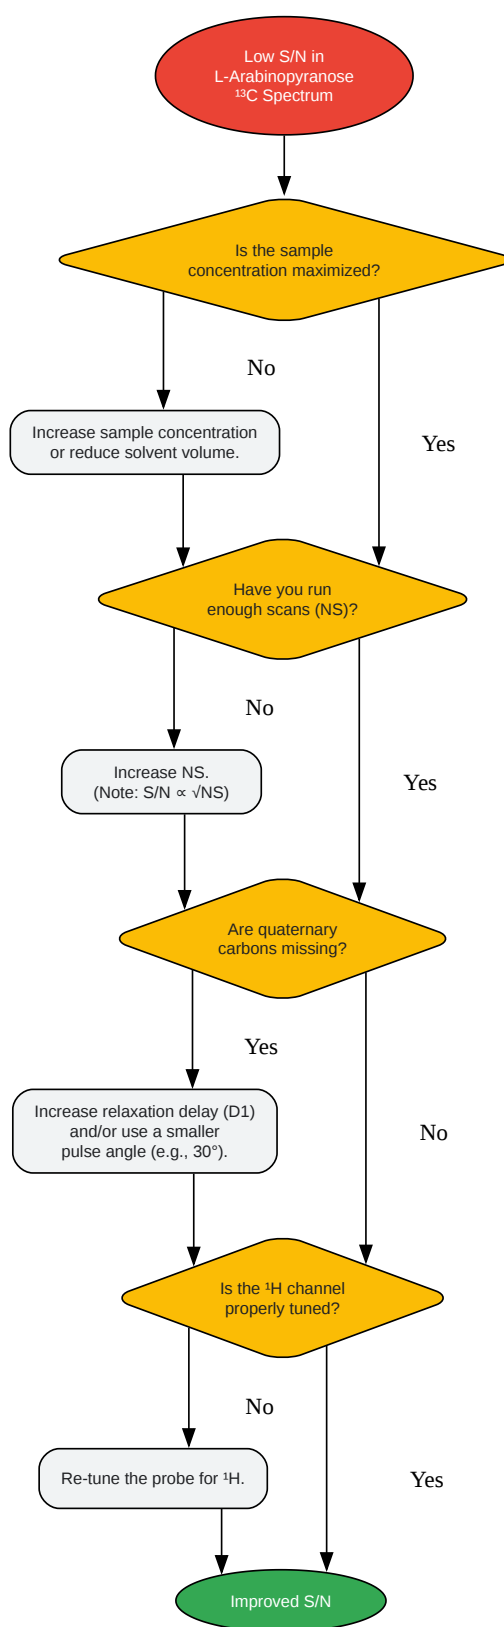 Low S/N in
L-Arabinopyranose
¹³C Spectrum
Is the sample
concentration maximized?
No
Yes
Increase sample concentration
or reduce solvent volume.
Have you run
enough scans (NS)?
No
Yes
Increase NS.
(Note: S/N ∝ √NS)
Are quaternary
carbons missing?
Yes
No
Increase relaxation delay (D1)
and/or use a smaller
pulse angle (e.g., 30°).
Is the ¹H channel
properly tuned?
No
Yes
Re-tune the probe for ¹H.
Improved S/N